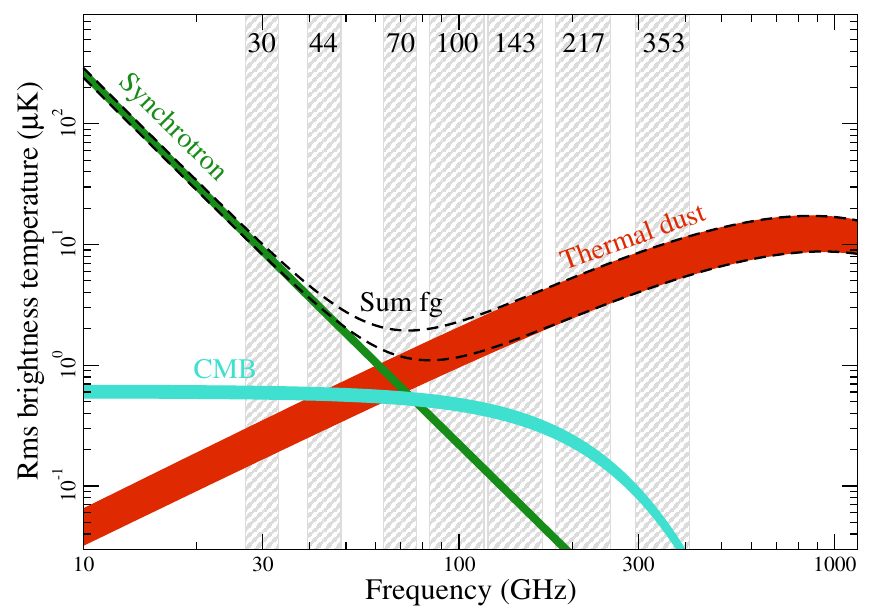 30 44 70 100 143 217 353
Synchrotron
Thermal dust
Sum fg
CMB
Rms brightness temperature (µK)
10²
10¹
10⁰
10⁻¹
10 30 100 300 1000
Frequency (GHz)